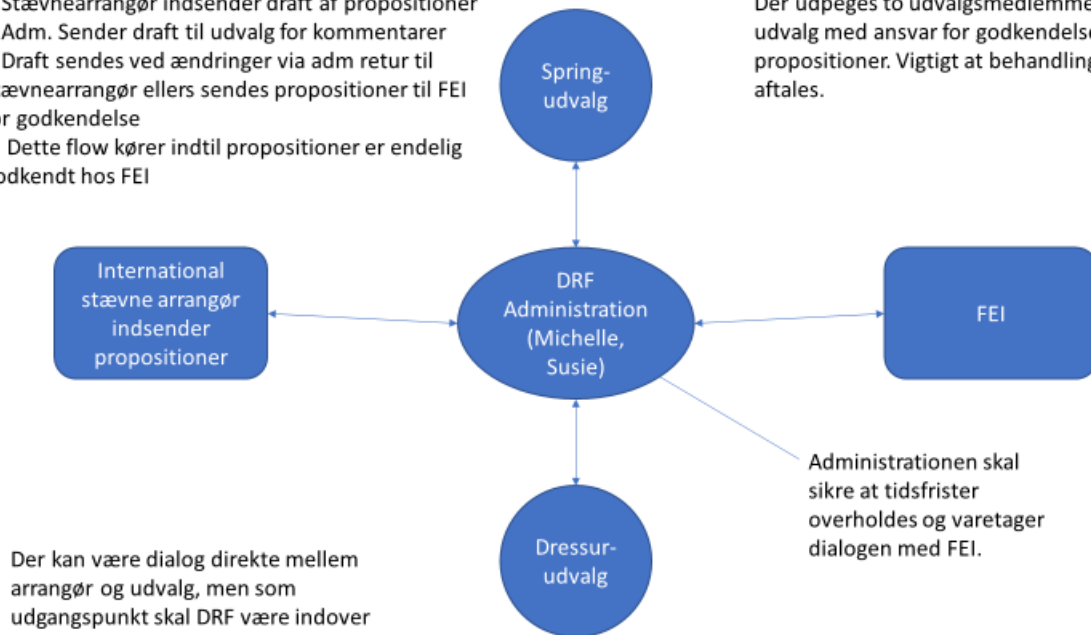 Stævnearrangør indsender draft af propositioner
Adm. Sender draft til udvalg for kommentarer
Draft sendes ved ændringer via adm retur til
ævnearrangør ellers sendes propositioner til FEI
r godkendelse
Dette flow kører indtil propositioner er endelig
odkendt hos FEI
Der udpeges to udvalgsmedlemme
udvalg med ansvar for godkendelse
propositioner. Vigtigt at behandling
aftales.
Spring-
udvalg
International
stævne arrangør
indsender
propositioner
DRF
Administration
(Michelle,
Susie)
FEI
Administrationen skal
sikre at tidsfrister
overholdes og varetager
dialogen med FEI.
Dressur-
udvalg
Der kan være dialog direkte mellem
arrangør og udvalg, men som
udgangspunkt skal DRF være indover